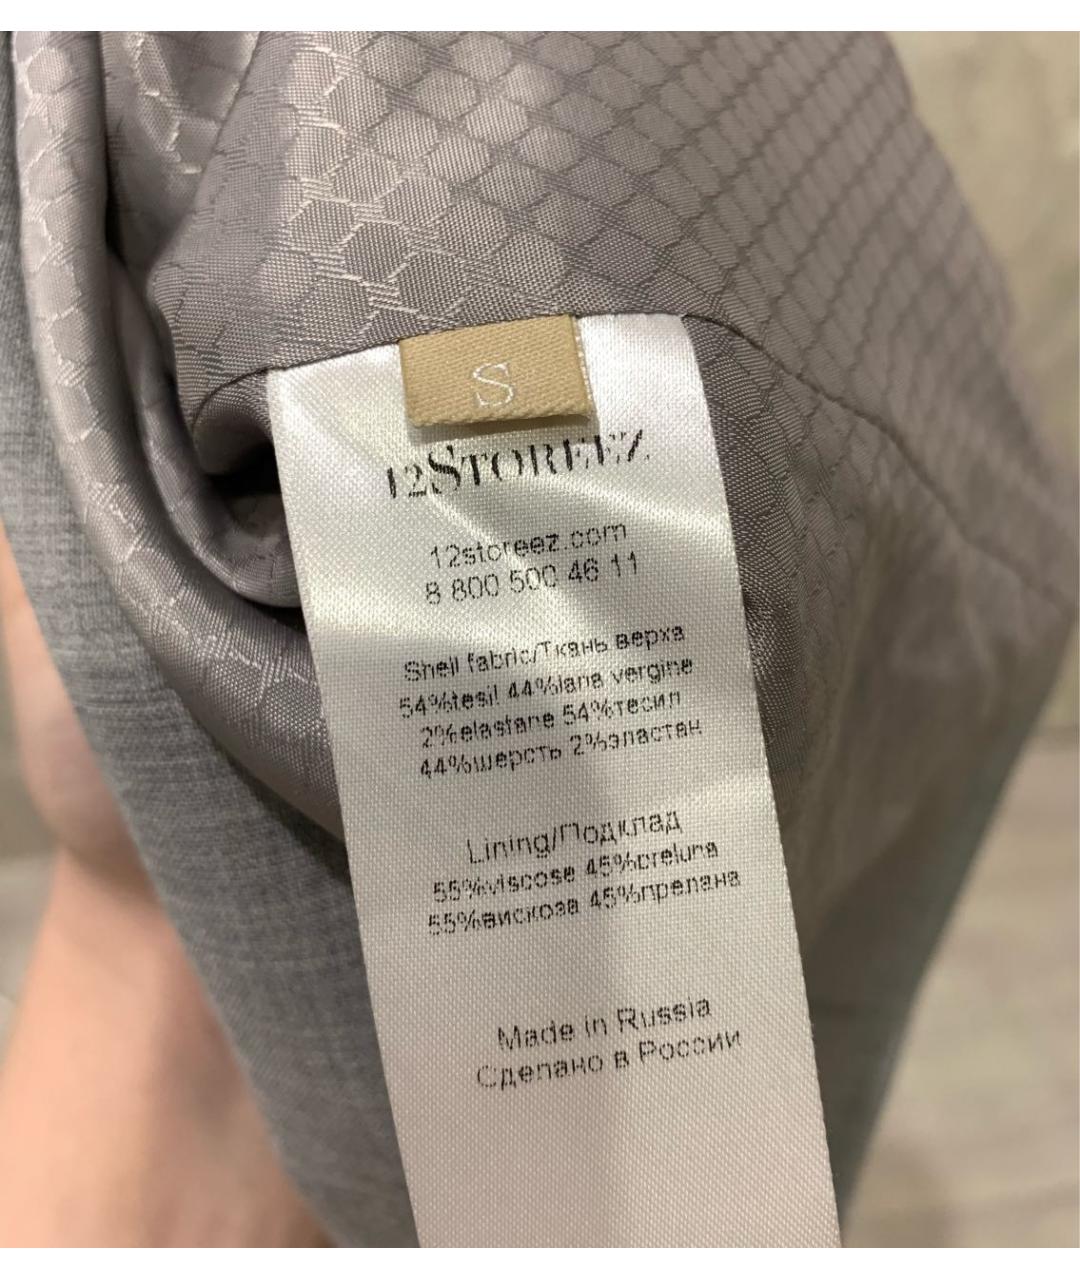 S
12STOREEZ
12storeez.com
8 800 500 46 11
Shell fabric/Ткань верха
54%tesil 44%lana vergine
2%elastane 54%тесил
44%шерсть 2%эластан
Lining/Подклад
55%viscose 45%preluna
55%вискоза 45%прелана
Made in Russia
Сделано в России